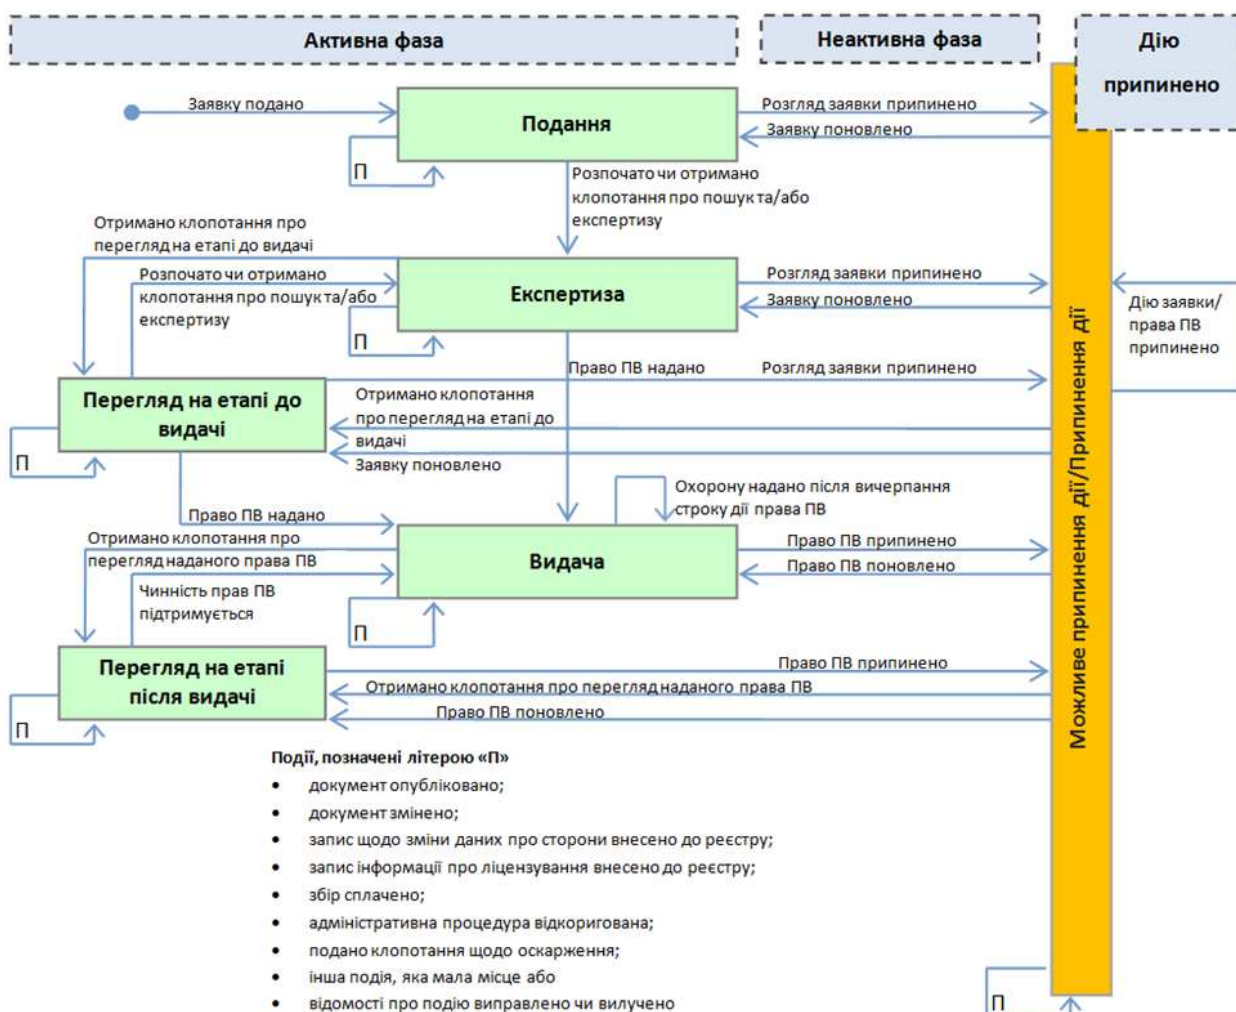 Активна фаза
Неактивна фаза
Дію
припинено
Заявку подано
Подання
Розгляд заявки припинено
Заявку поновлено
П
Розпочато чи отримано
клопотання про пошук та/або
експертизу
Отримано клопотання про
перегляд на етапі до видачі
Розпочато чи отримано
клопотання про пошук та/або
експертизу
Експертиза
Розгляд заявки припинено
Заявку поновлено
П
Дію заявки/
права ПВ
припинено
Право ПВ надано
Розгляд заявки припинено
Перегляд на етапі до
видачі
Отримано клопотання
про перегляд на етапі до
видачі
Заявку поновлено
П
Охорону надано після вичерпання
строку дії права ПВ
Право ПВ надано
Отримано клопотання про
перегляд наданого права ПВ
Видача
Право ПВ припинено
Право ПВ поновлено
Чинність прав ПВ
підтримується
П
Перегляд на етапі
після видачі
Право ПВ припинено
Отримано клопотання про перегляд наданого права ПВ
Право ПВ поновлено
П
Можливе припинення дії/Припинення дії
Події, позначені літерою «П»
• документ опубліковано;
• документ змінено;
• запис щодо зміни даних про сторони внесено до реєстру;
• запис інформації про ліцензування внесено до реєстру;
• збір сплачено;
• адміністративна процедура відкоригована;
• подано клопотання щодо оскарження;
• інша подія, яка мала місце або
• відомості про подію виправлено чи вилучено
П